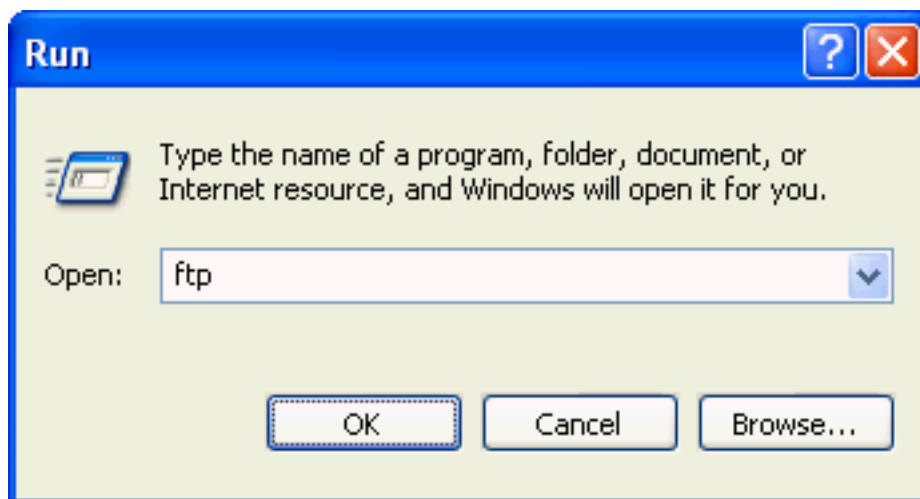 Run
Type the name of a program, folder, document, or
Internet resource, and Windows will open it for you.
Open: ftp
OK Cancel Browse...